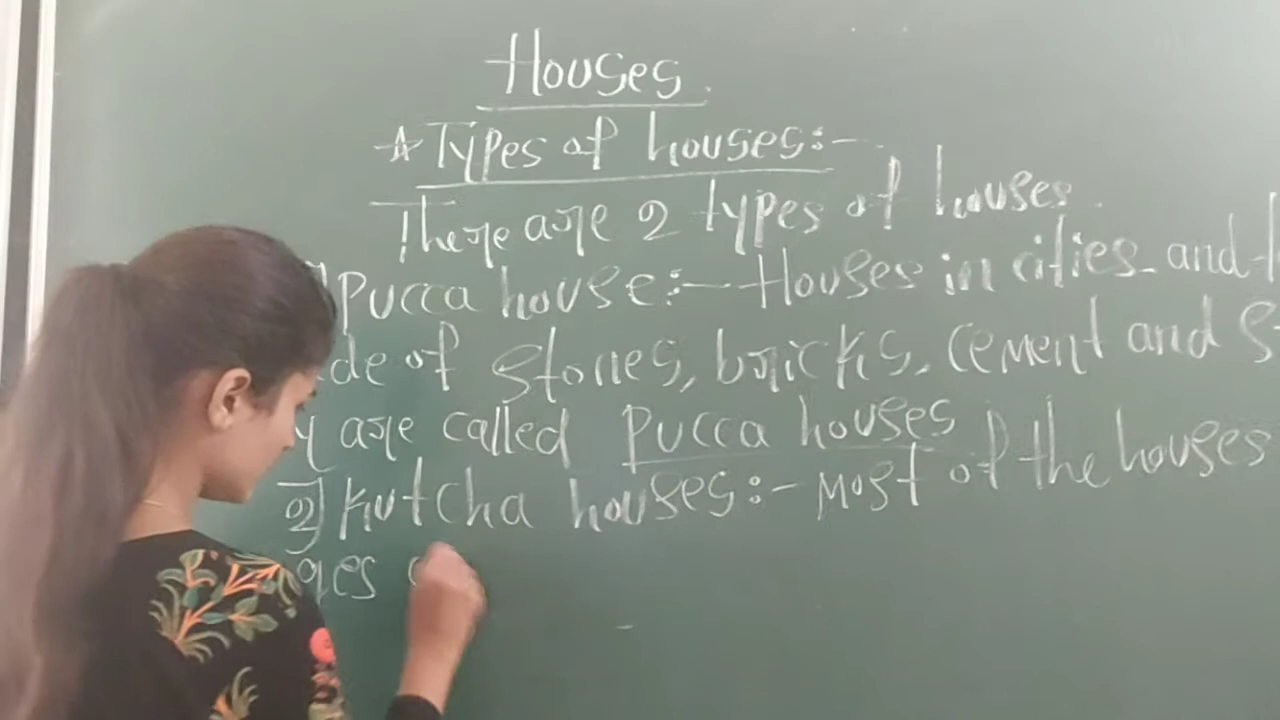 Houses.
* Types of houses:-
There are 2 types of houses.
Pucca house:- Houses in cities and
de of stones, bricks, cement and
y are called Pucca houses
2) Kutcha houses:- Most of the houses
ges